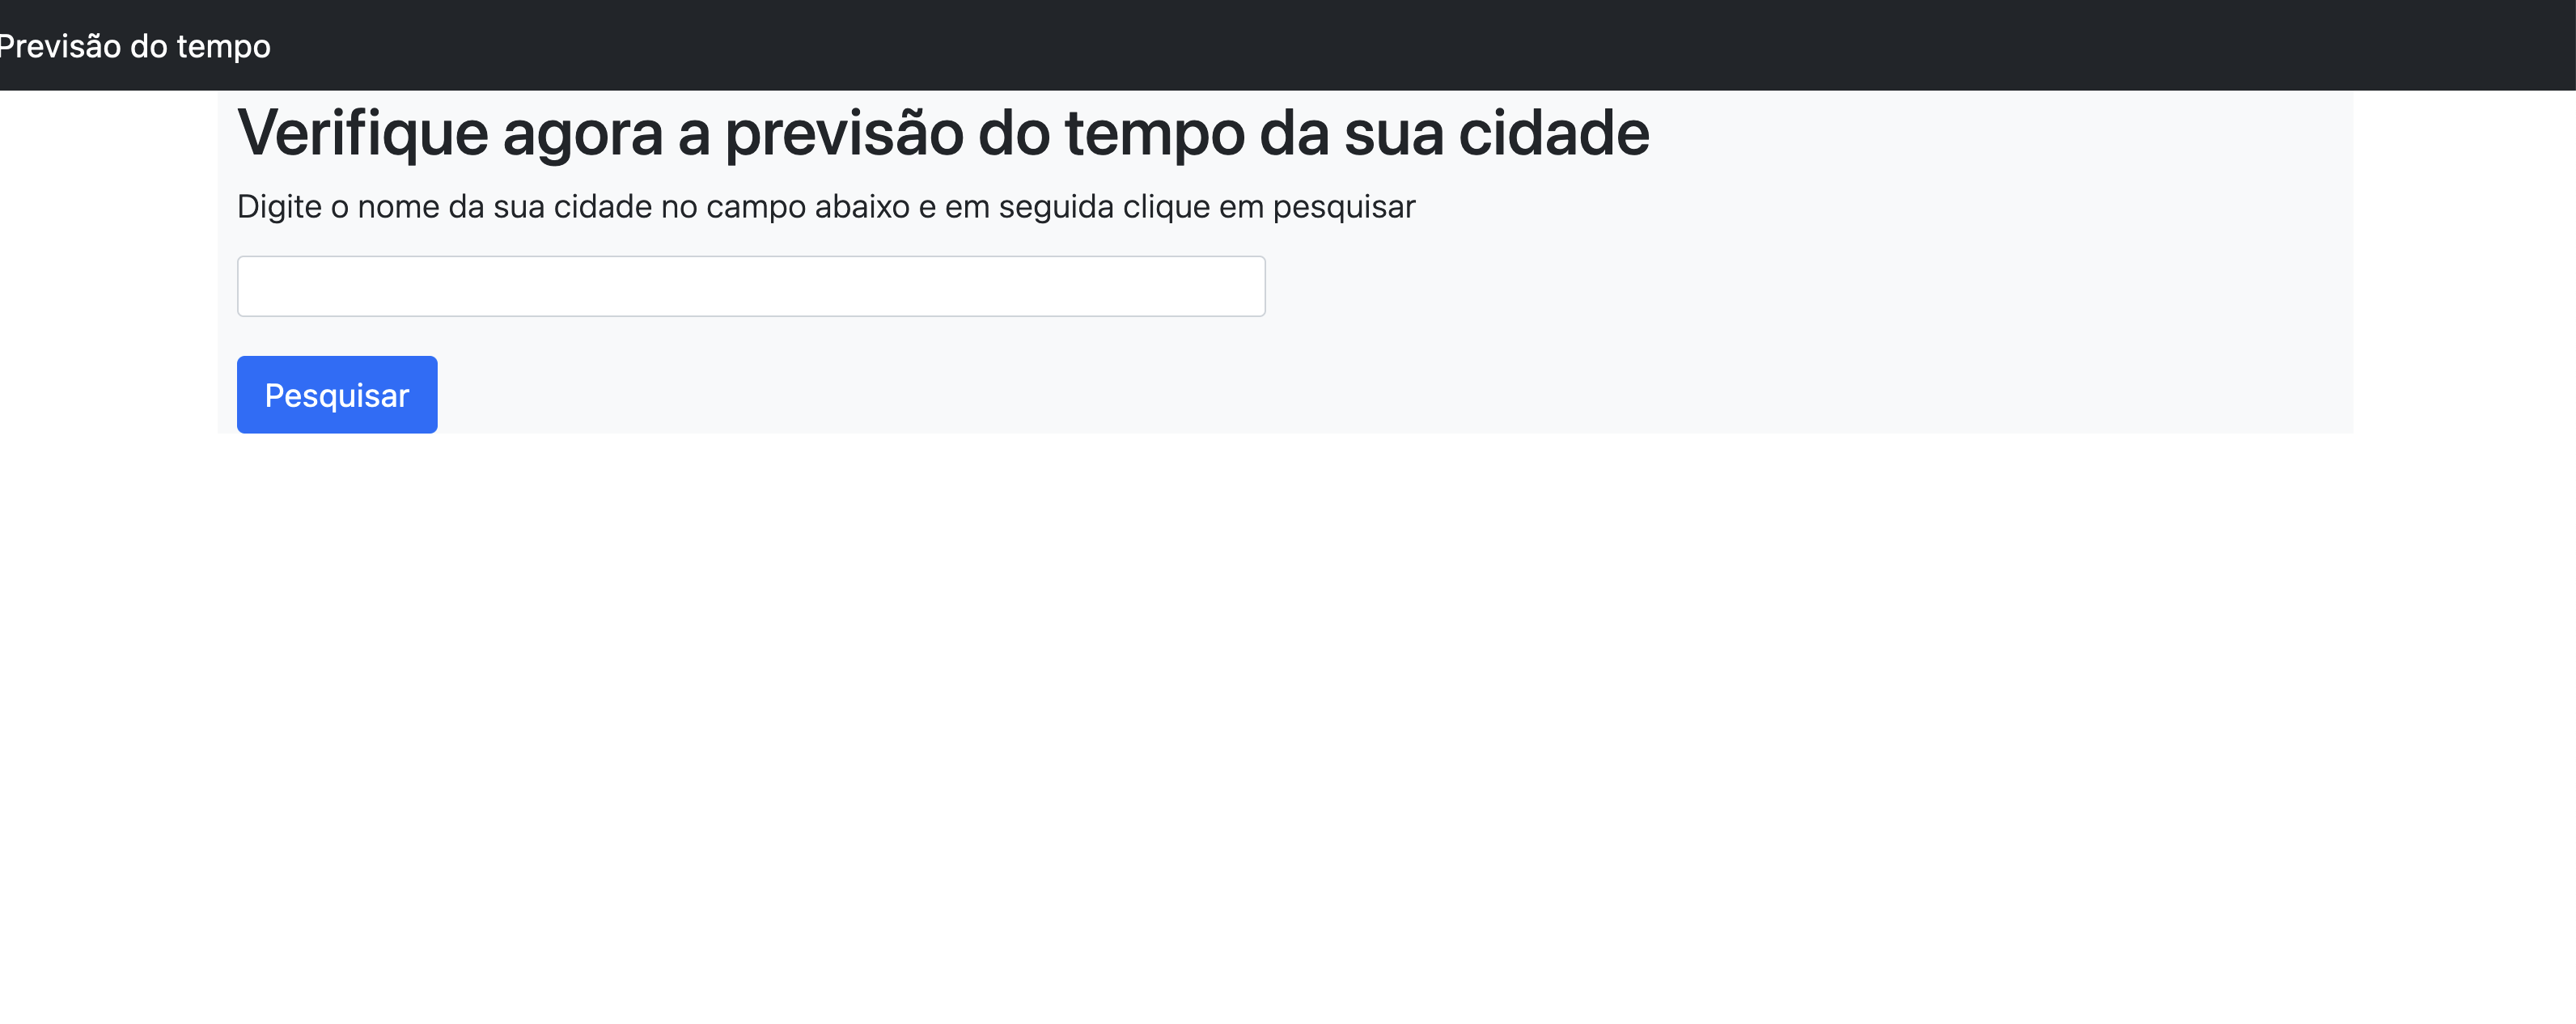 Previsão do tempo
Verifique agora a previsão do tempo da sua cidade
Digite o nome da sua cidade no campo abaixo e em seguida clique em pesquisar
Pesquisar